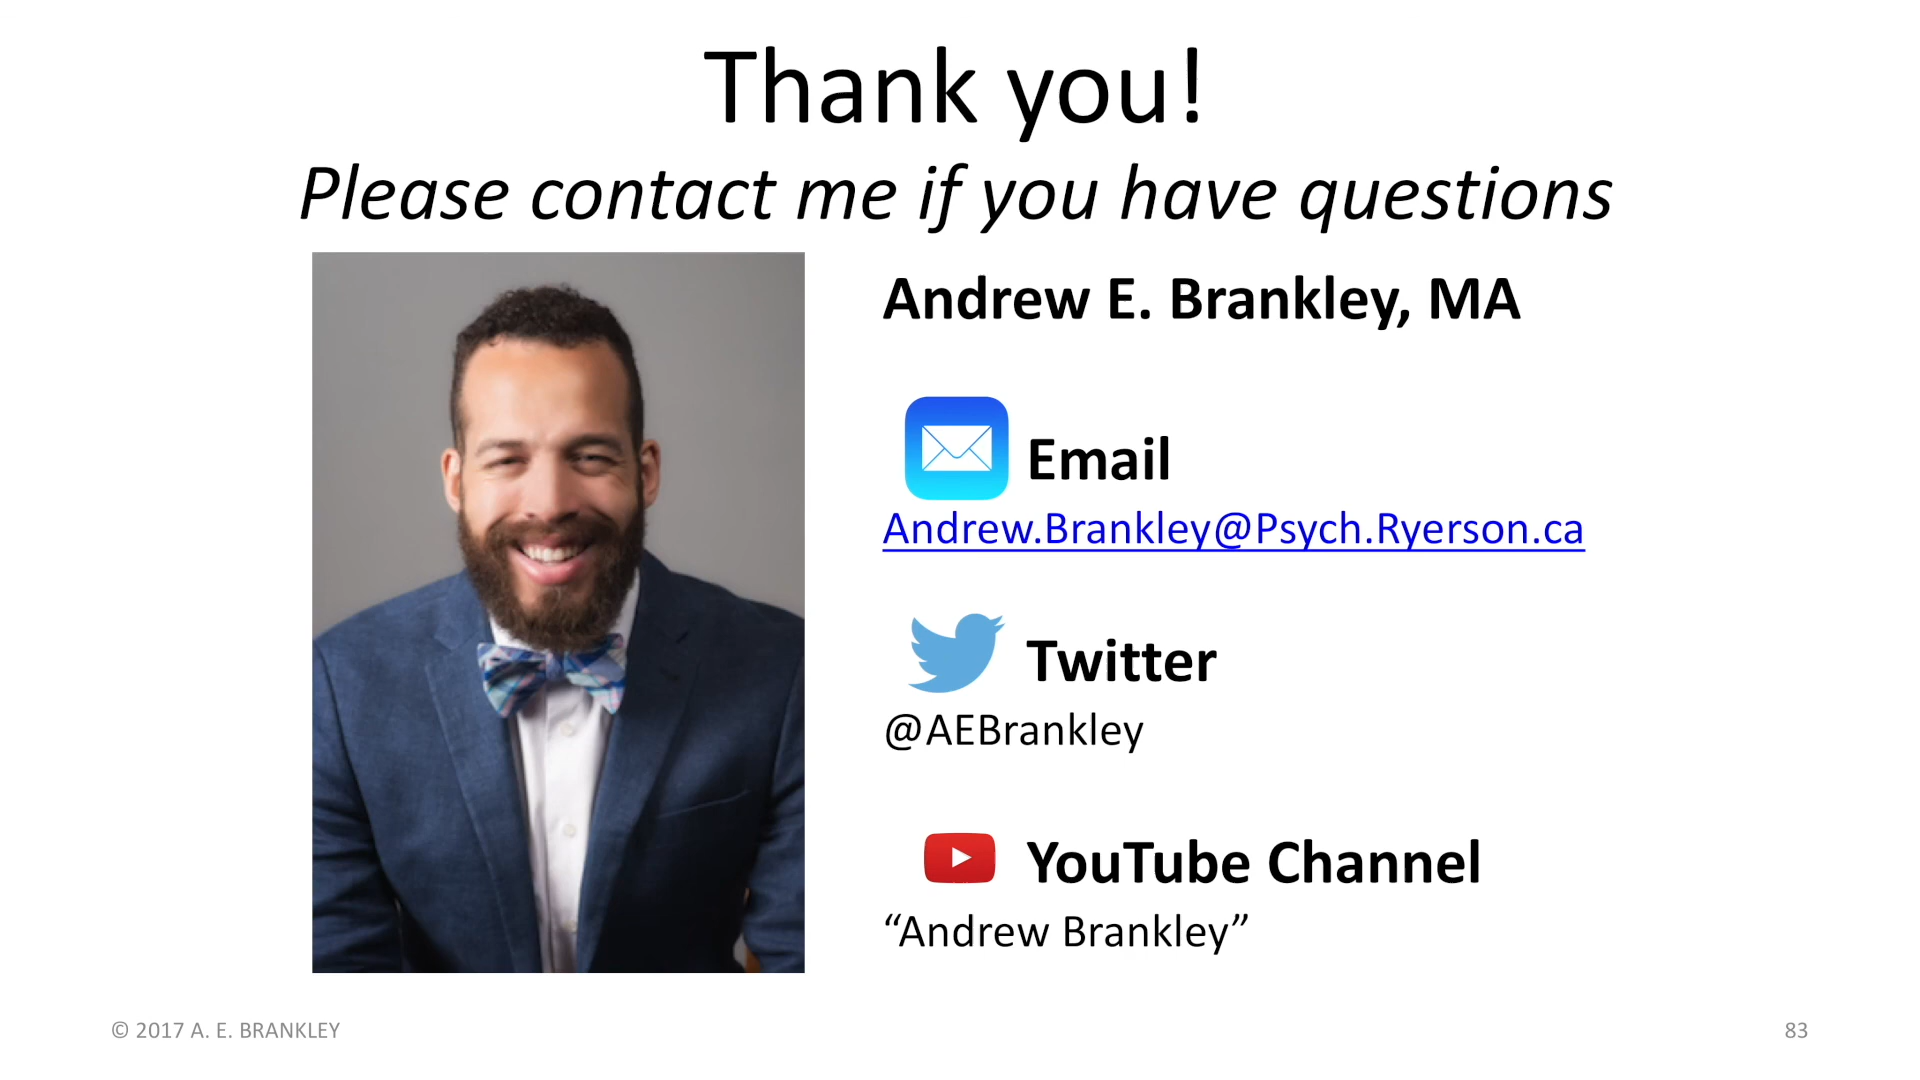 Thank you!
Please contact me if you have questions
Andrew E. Brankley, MA
Email
Andrew.Brankley@Psych.Ryerson.ca
Twitter
@AEBrankley
YouTube Channel
“Andrew Brankley”
© 2017 A. E. BRANKLEY
83